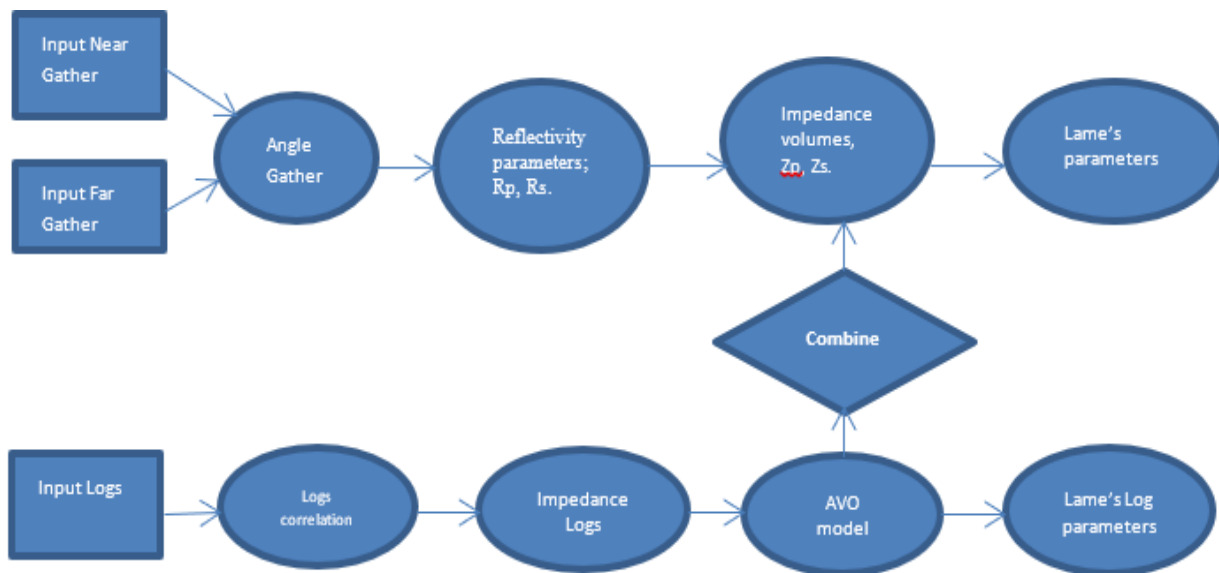 Input Near
Gather
Input Far
Gather
Angle
Gather
Reflectivity
parameters;
Rp, Rs.
Impedance
volumes,
Zp, Zs.
Lame's
parameters
Combine
Input Logs
Logs
correlation
Impedance
Logs
AVO
model
Lame's Log
parameters